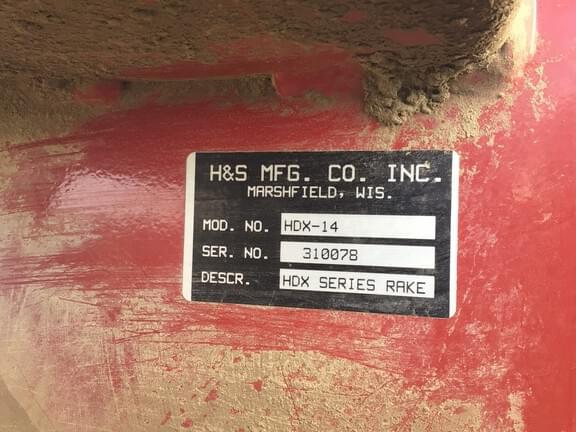 H&S MFG. CO. INC.
MARSHFIELD, WIS.
MOD. NO. HDX-14
SER. NO. 310078
DESCR. HDX SERIES RAKE